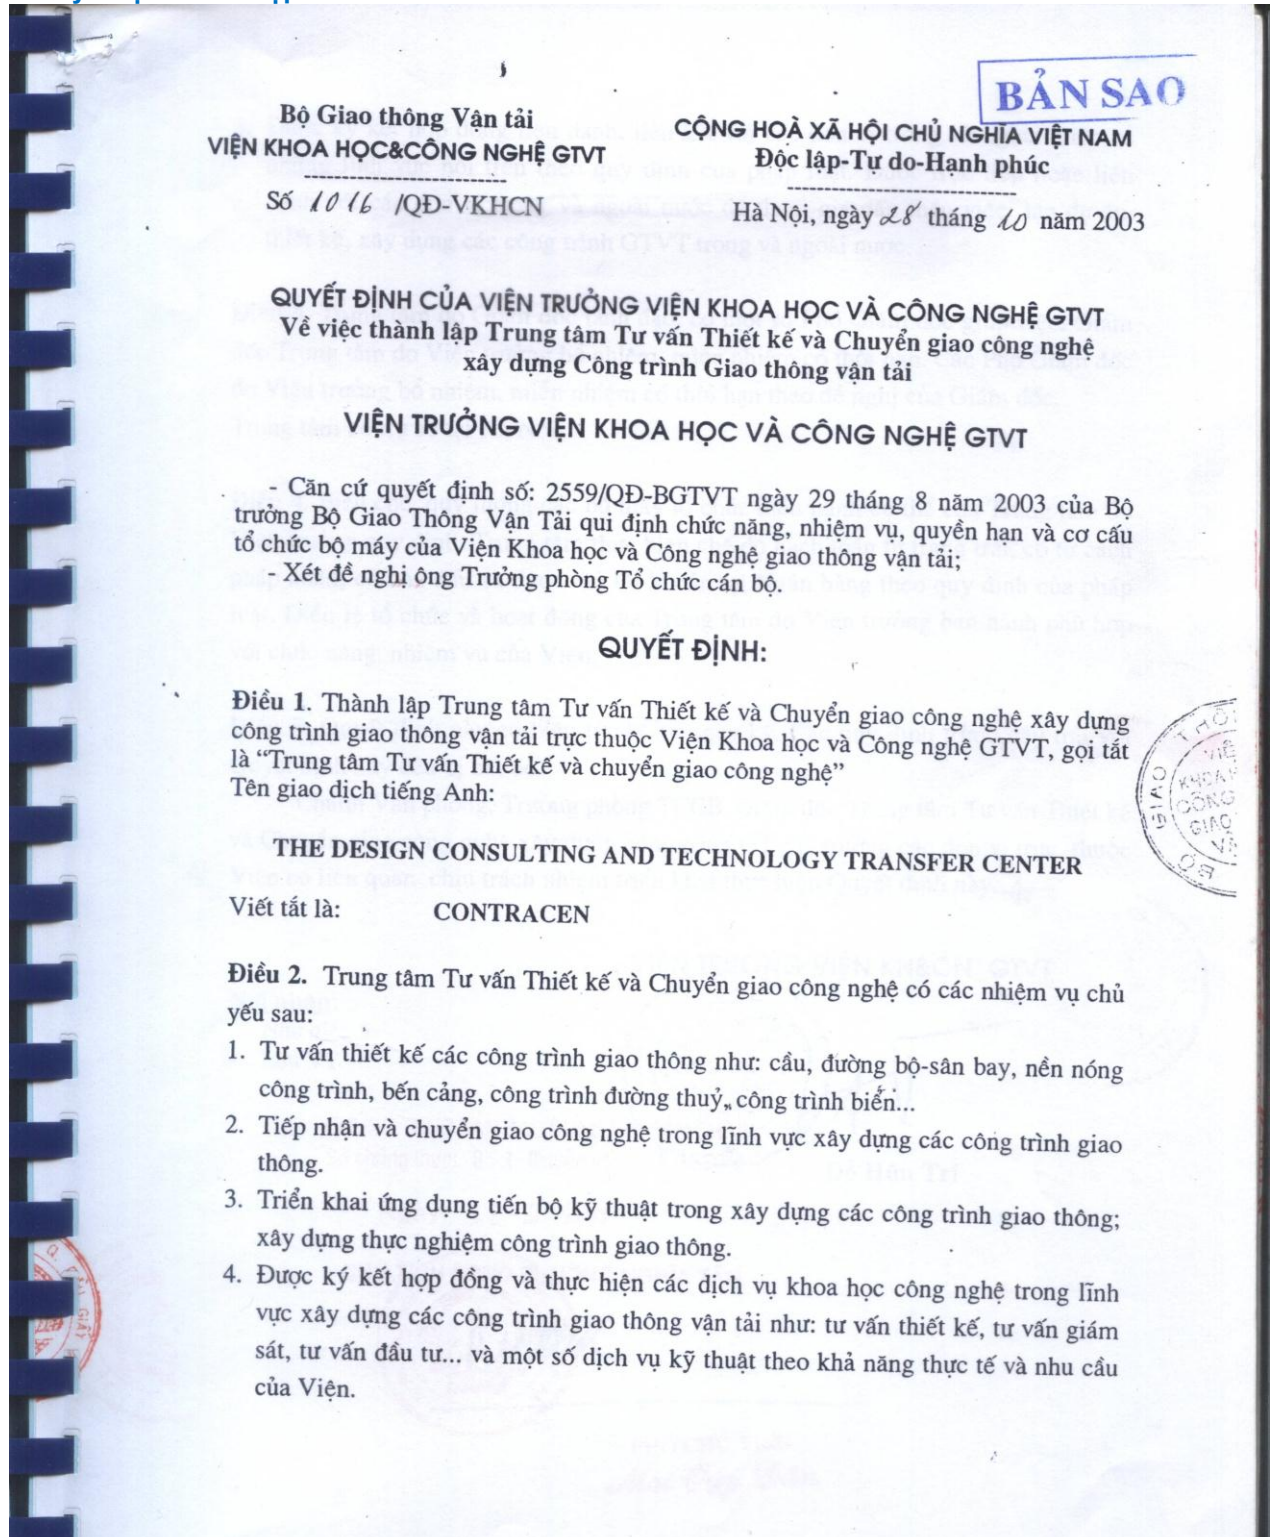 BẢN SAO
Bộ Giao thông Vận tải
VIỆN KHOA HỌC&CÔNG NGHỆ GTVT
CỘNG HOÀ XÃ HỘI CHỦ NGHĨA VIỆT NAM
Độc lập-Tự do-Hạnh phúc
Số 1016 /QĐ-VKHCN
Hà Nội, ngày 28 tháng 10 năm 2003
QUYẾT ĐỊNH CỦA VIỆN TRƯỞNG VIỆN KHOA HỌC VÀ CÔNG NGHỆ GTVT
Về việc thành lập Trung tâm Tư vấn Thiết kế và Chuyển giao công nghệ
xây dựng Công trình Giao thông vận tải
VIỆN TRƯỞNG VIỆN KHOA HỌC VÀ CÔNG NGHỆ GTVT
- Căn cứ quyết định số: 2559/QĐ-BGTVT ngày 29 tháng 8 năm 2003 của Bộ
trưởng Bộ Giao Thông Vận Tải qui định chức năng, nhiệm vụ, quyền hạn và cơ cấu
tổ chức bộ máy của Viện Khoa học và Công nghệ giao thông vận tải;
- Xét đề nghị ông Trưởng phòng Tổ chức cán bộ.
QUYẾT ĐỊNH:
Điều 1. Thành lập Trung tâm Tư vấn Thiết kế và Chuyển giao công nghệ xây dựng
công trình giao thông vận tải trực thuộc Viện Khoa học và Công nghệ GTVT, gọi tắt
là “Trung tâm Tư vấn Thiết kế và chuyển giao công nghệ”
Tên giao dịch tiếng Anh:
THE DESIGN CONSULTING AND TECHNOLOGY TRANSFER CENTER
Viết tắt là: CONTRACEN
Điều 2. Trung tâm Tư vấn Thiết kế và Chuyển giao công nghệ có các nhiệm vụ chủ
yếu sau:
1. Tư vấn thiết kế các công trình giao thông như: cầu, đường bộ-sân bay, nền nóng
công trình, bến cảng, công trình đường thuỷ,, công trình biển...
2. Tiếp nhận và chuyển giao công nghệ trong lĩnh vực xây dựng các công trình giao
thông.
3. Triển khai ứng dụng tiến bộ kỹ thuật trong xây dựng các công trình giao thông;
xây dựng thực nghiệm công trình giao thông.
4. Được ký kết hợp đồng và thực hiện các dịch vụ khoa học công nghệ trong lĩnh
vực xây dựng các công trình giao thông vận tải như: tư vấn thiết kế, tư vấn giám
sát, tư vấn đầu tư... và một số dịch vụ kỹ thuật theo khả năng thực tế và nhu cầu
của Viện.